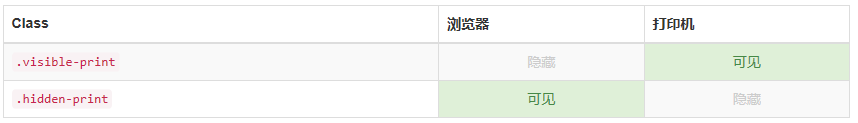 Class 浏览器 打印机
.visible-print 隐藏 可见
.hidden-print 可见 隐藏